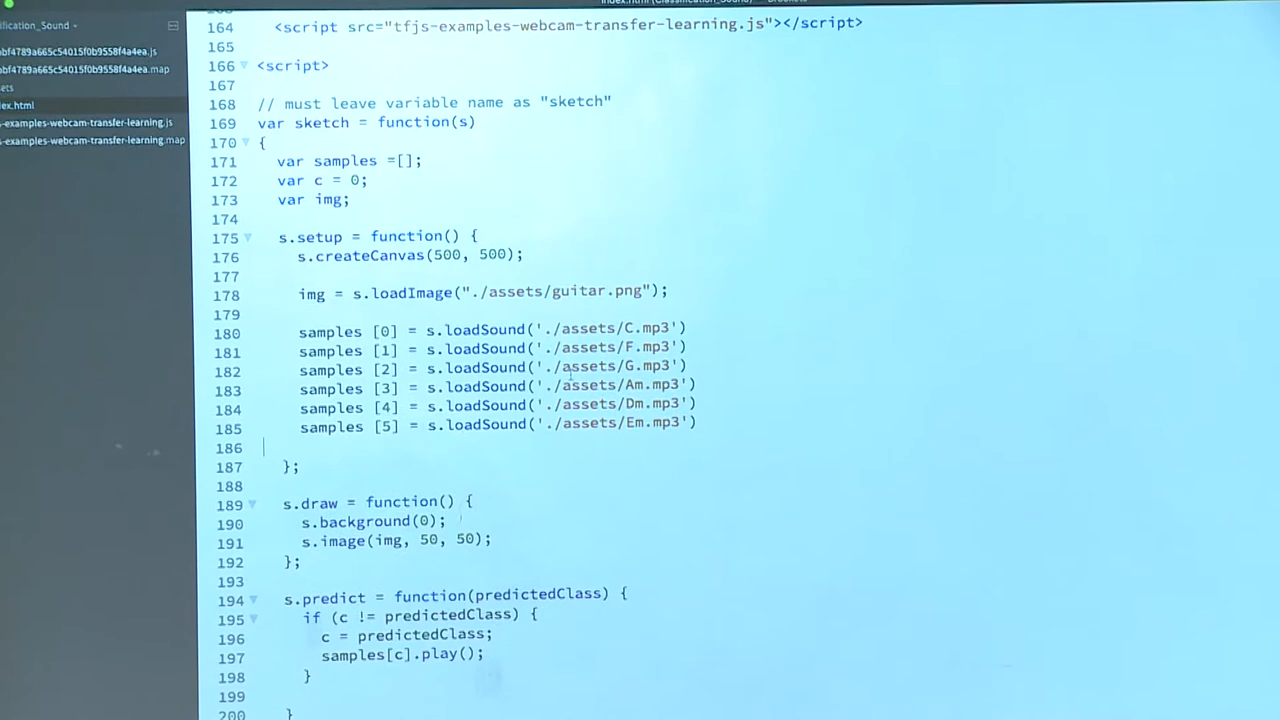 index.html (Classification_Sound) - Brackets
ification_Sound
bf4789a665c54015f0b9558f4a4ea.js
bf4789a665c54015f0b9558f4a4ea.map
ets
ex.html
-examples-webcam-transfer-learning.js
-examples-webcam-transfer-learning.map
164 <script src="tfjs-examples-webcam-transfer-learning.js"></script>
165
166 <script>
167
168 // must leave variable name as "sketch"
169 var sketch = function(s)
170 {
171 var samples =[];
172 var c = 0;
173 var img;
174
175 s.setup = function() {
176 s.createCanvas(500, 500);
177
178 img = s.loadImage("./assets/guitar.png");
179
180 samples [0] = s.loadSound('./assets/C.mp3')
181 samples [1] = s.loadSound('./assets/F.mp3')
182 samples [2] = s.loadSound('./assets/G.mp3')
183 samples [3] = s.loadSound('./assets/Am.mp3')
184 samples [4] = s.loadSound('./assets/Dm.mp3')
185 samples [5] = s.loadSound('./assets/Em.mp3')
186
187 };
188
189 s.draw = function() {
190 s.background(0);
191 s.image(img, 50, 50);
192 };
193
194 s.predict = function(predictedClass) {
195 if (c != predictedClass) {
196 c = predictedClass;
197 samples[c].play();
198 }
199
200 }